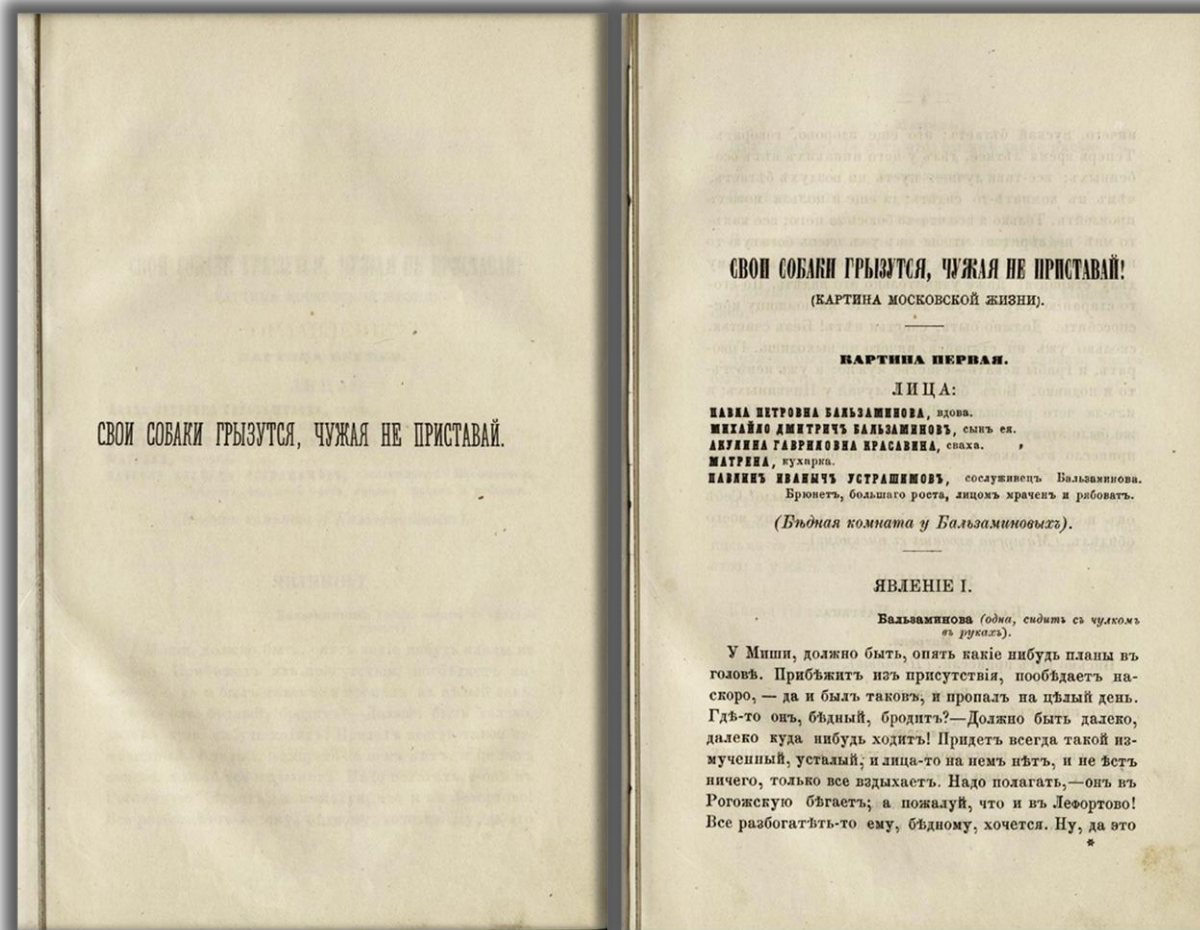 СВОИ СОБАКИ ГРЫЗУТСЯ, ЧУЖАЯ НЕ ПРИСТАВАЙ.
СВОИ СОБАКИ ГРЫЗУТСЯ, ЧУЖАЯ НЕ ПРИСТАВАЙ!
(КАРТИНА МОСКОВСКОЙ ЖИЗНИ).
КАРТИНА ПЕРВАЯ.
ЛИЦА:
ПАВЛА ПЕТРОВНА БАЛЬЗАМИНОВА, вдова.
МИХАЙЛО ДМИТРИЧЪ БАЛЬЗАМИНОВЪ, сынъ ея.
АКУЛИНА ГАВРИЛОВНА КРАСАВИНА, сваха.
МАТРЕНА, кухарка.
ПАВЛИНЪ ИВАНЫЧЪ УСТРАШИМОВЪ, сослуживец Бальзаминова.
Брюнетъ, большаго роста, лицомъ мраченъ и рябоватъ.
(Бѣдная комната у Бальзаминовыхъ).
ЯВЛЕНІЕ I.
Бальзаминова (одна, сидитъ съ чулкомъ
въ рукахъ).
У Миши, должно быть, опять какіе нибудь планы въ
головѣ. Прибѣжитъ изъ присутствія, пообѣдаетъ на-
скоро, — да и былъ таковъ, и пропалъ на цѣлый день.
Гдѣ-то онъ, бѣдный, бродитъ?—Должно быть далеко,
далеко куда нибудь ходитъ! Придетъ всегда такой из-
мученный, усталый, и лица-то на немъ нѣтъ, и не ѣстъ
ничего, только все вздыхаетъ. Надо полагать,—онъ въ
Рогожскую бѣгаетъ; а пожалуй, что и въ Лефортово!
Все разбогатѣть-то ему, бѣдному, хочется. Ну, да это
*